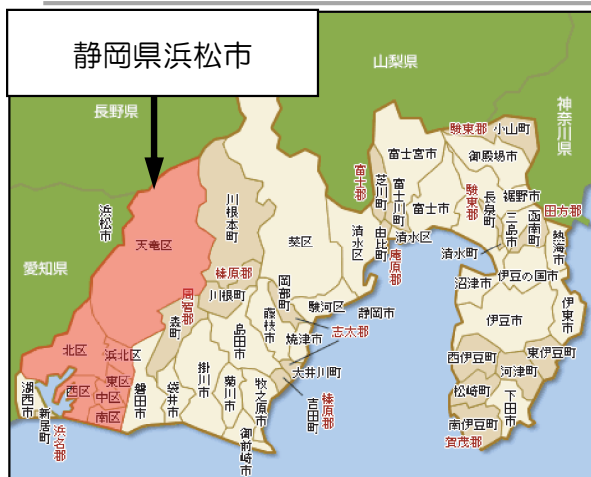 静岡県浜松市
山梨県
長野県
神奈川県
愛知県
浜松市
天竜区
北区
浜北区
東区
西区
中区
南区
湖西市
新居町
浜名郡
磐田市
周智郡
森町
袋井市
掛川市
菊川市
御前崎市
牧之原市
島田市
川根本町
榛原郡
川根町
葵区
岡部町
藤枝市
焼津市
志太郡
大井川町
吉田町
榛原郡
駿河区
静岡市
清水区
清水区
由比町
庵原郡
富士郡
芝川町
富士川町
富士宮市
富士市
駿東郡
小山町
御殿場市
駿東郡
裾野市
長泉町
三島市
函南町
田方郡
清水町
熱海市
沼津市
伊豆の国市
伊豆市
伊東市
西伊豆町
東伊豆町
河津町
松崎町
下田市
南伊豆町
賀茂郡